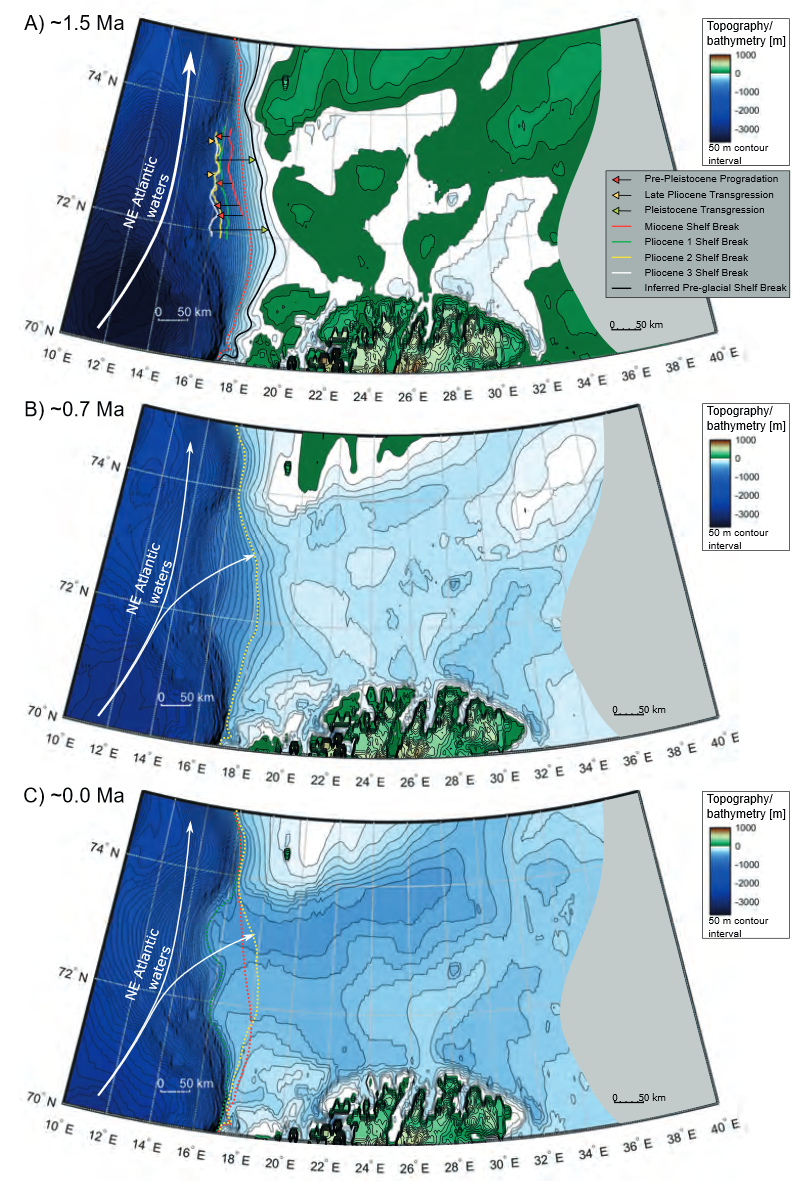 A) ~1.5 Ma
Topography/
bathymetry [m]
1000
0
-1000
-2000
-3000
50 m contour
interval
74°N
72°N
70°N
NE Atlantic
waters
0 50 km
0 50 km
Pre-Pleistocene Progradation
Late Pliocene Transgression
Pleistocene Transgression
Miocene Shelf Break
Pliocene 1 Shelf Break
Pliocene 2 Shelf Break
Pliocene 3 Shelf Break
Inferred Pre-glacial Shelf Break
10°E 12°E 14°E 16°E 18°E 20°E 22°E 24°E 26°E 28°E 30°E 32°E 34°E 36°E 38°E 40°E
B) ~0.7 Ma
Topography/
bathymetry [m]
1000
0
-1000
-2000
-3000
50 m contour
interval
74°N
72°N
70°N
NE Atlantic
waters
0 50 km
0 50 km
10°E 12°E 14°E 16°E 18°E 20°E 22°E 24°E 26°E 28°E 30°E 32°E 34°E 36°E 38°E 40°E
C) ~0.0 Ma
Topography/
bathymetry [m]
1000
0
-1000
-2000
-3000
50 m contour
interval
74°N
72°N
70°N
NE Atlantic
waters
0 50 km
0 50 km
10°E 12°E 14°E 16°E 18°E 20°E 22°E 24°E 26°E 28°E 30°E 32°E 34°E 36°E 38°E 40°E